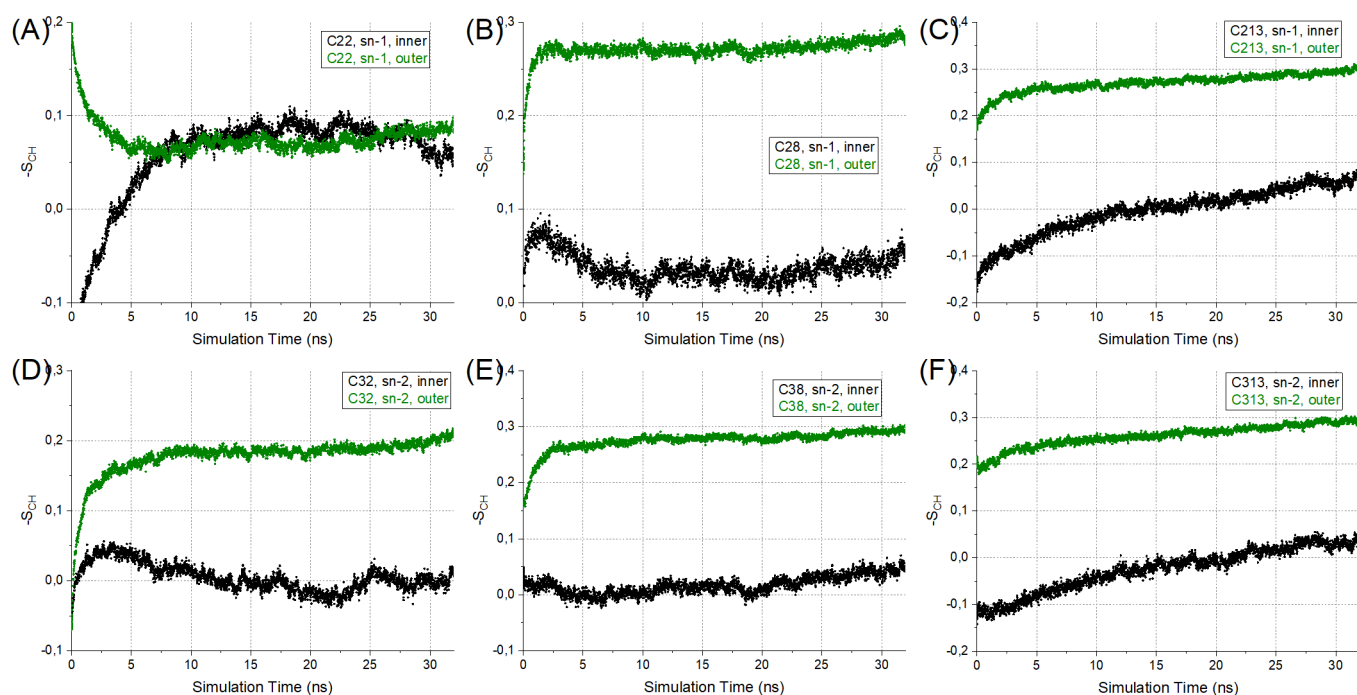 (A)
0,2
0,1
0,0
-0,1
-S_CH
C22, sn-1, inner
C22, sn-1, outer
0 5 10 15 20 25 30
Simulation Time (ns)
(B)
0,3
0,2
0,1
0,0
-S_CH
C28, sn-1, inner
C28, sn-1, outer
0 5 10 15 20 25 30
Simulation Time (ns)
(C)
0,4
0,3
0,2
0,1
0,0
-0,1
-0,2
-S_CH
C213, sn-1, inner
C213, sn-1, outer
0 5 10 15 20 25 30
Simulation Time (ns)
(D)
0,3
0,2
0,1
0,0
-0,1
-S_CH
C32, sn-2, inner
C32, sn-2, outer
0 5 10 15 20 25 30
Simulation Time (ns)
(E)
0,4
0,3
0,2
0,1
0,0
-0,1
-S_CH
C38, sn-2, inner
C38, sn-2, outer
0 5 10 15 20 25 30
Simulation Time (ns)
(F)
0,4
0,3
0,2
0,1
0,0
-0,1
-0,2
-S_CH
C313, sn-2, inner
C313, sn-2, outer
0 5 10 15 20 25 30
Simulation Time (ns)